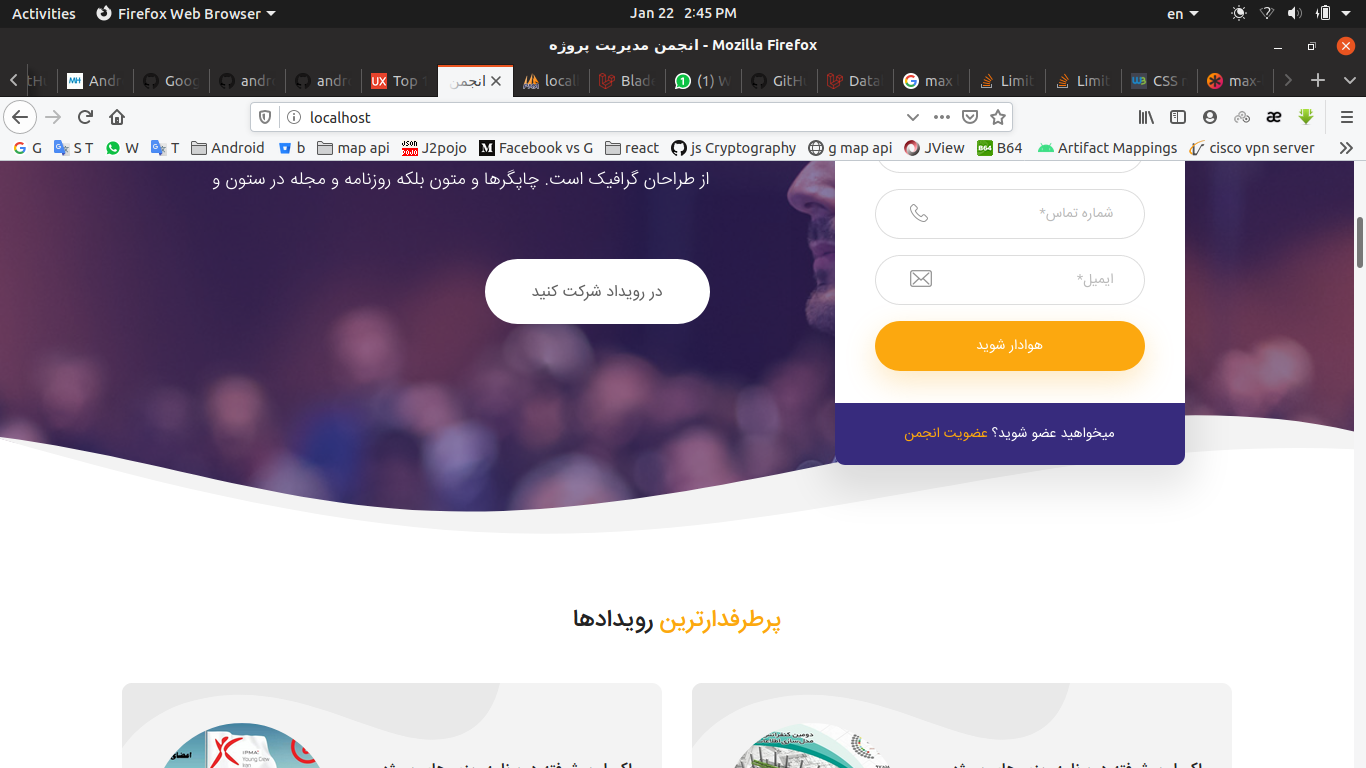 Activities
Firefox Web Browser
Jan 22 2:45 PM
en
انجمن مدیریت پروژه - Mozilla Firefox
Andr
Goog
andr
andr
UX Top
انجمن
local
Blade
(1) W
GitHu
Data
max
Limit
Limit
CSS
max-
localhost
G
S T
W
T
Android
b
map api
J2pojo
Facebook vs G
react
js Cryptography
g map api
JView
B64
Artifact Mappings
cisco vpn server
از طراحان گرافیک است. چاپگرها و متون بلکه روزنامه و مجله در ستون و
در رویداد شرکت کنید
شماره تماس*
ایمیل*
هوادار شوید
میخواهید عضو شوید؟ عضویت انجمن
پرطرفدارترین رویدادها